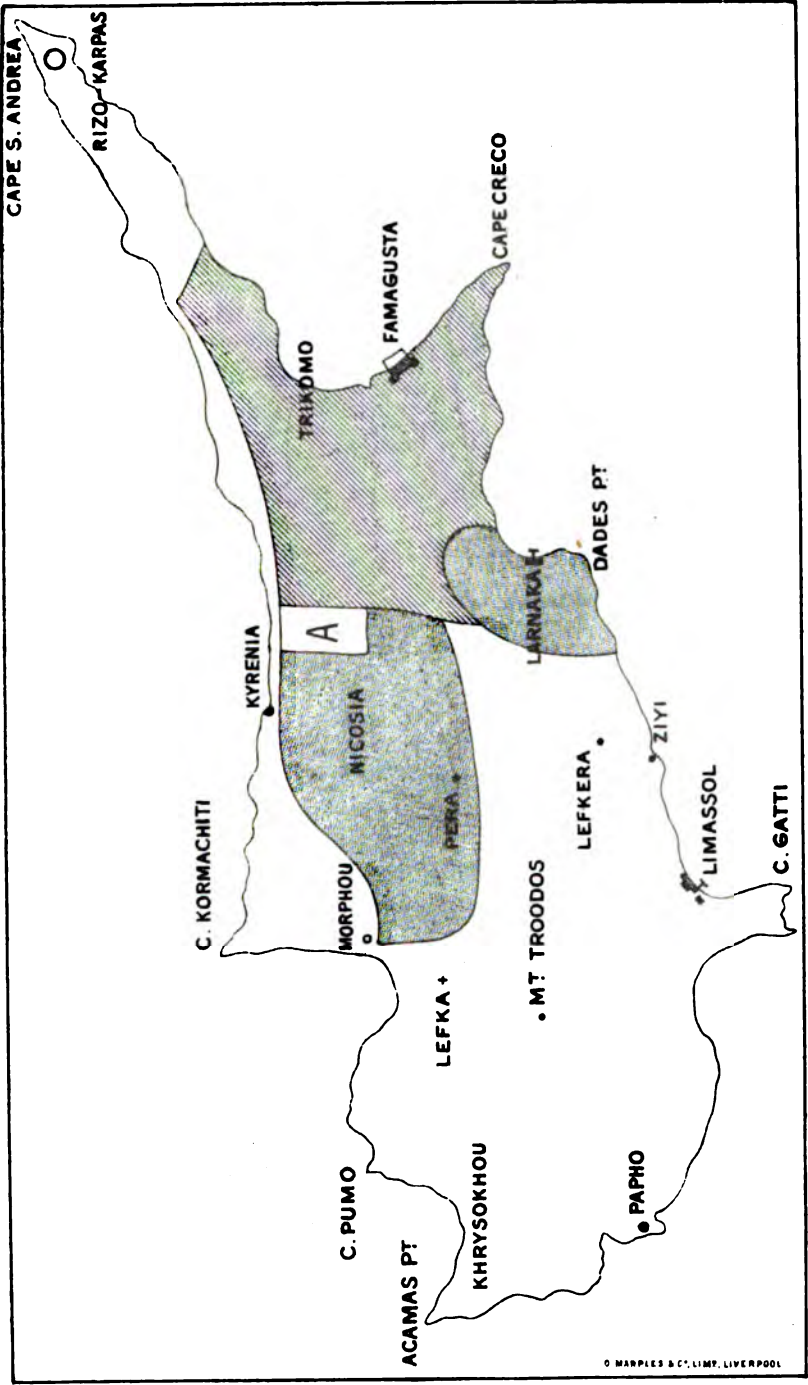 CAPE S. ANDREA
RIZO-KARPAS
C. KORMACHITI
KYRENIA
TRIKOMO
FAMAGUSTA
CAPE CRECO
A
NICOSIA
MORPHOU
PERA
LARNAKA
DADES PT
C. PUMO
LEFKA
MT TROODOS
LEFKERA
ZIYI
LIMASSOL
C. GATTI
ACAMAS PT
KHRYSOKHOU
PAPHO
C MARPLES & Co, LIMD, LIVERPOOL